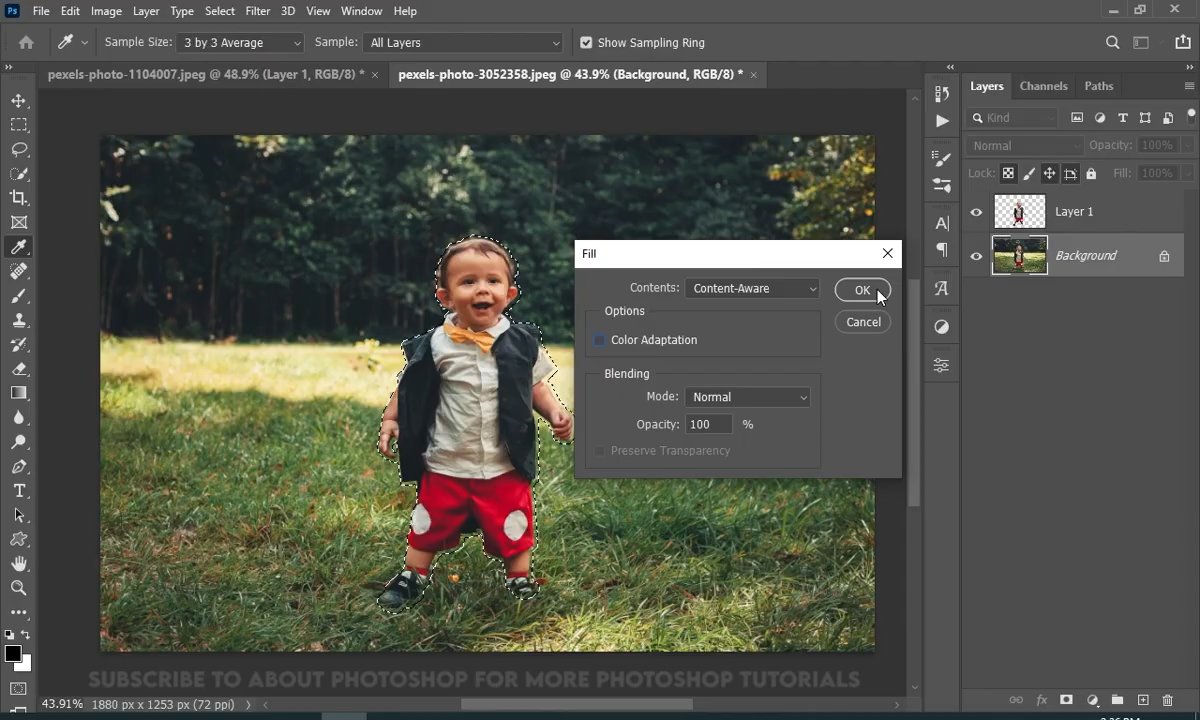 Ps File Edit Image Layer Type Select Filter 3D View Window Help
Sample Size: 3 by 3 Average Sample: All Layers Show Sampling Ring
pexels-photo-1104007.jpeg @ 48.9% (Layer 1, RGB/8) * × pexels-photo-3052358.jpeg @ 43.9% (Background, RGB/8) * ×
Layers Channels Paths
Kind
Normal Opacity: 100%
Lock: Fill: 100%
Layer 1
Background
Fill
Contents: Content-Aware OK
Options
Cancel
Color Adaptation
Blending
Mode: Normal
Opacity: 100 %
Preserve Transparency
SUBSCRIBE TO ABOUT PHOTOSHOP FOR MORE PHOTOSHOP TUTORIALS
43.91% 1880 px x 1253 px (72 ppi)